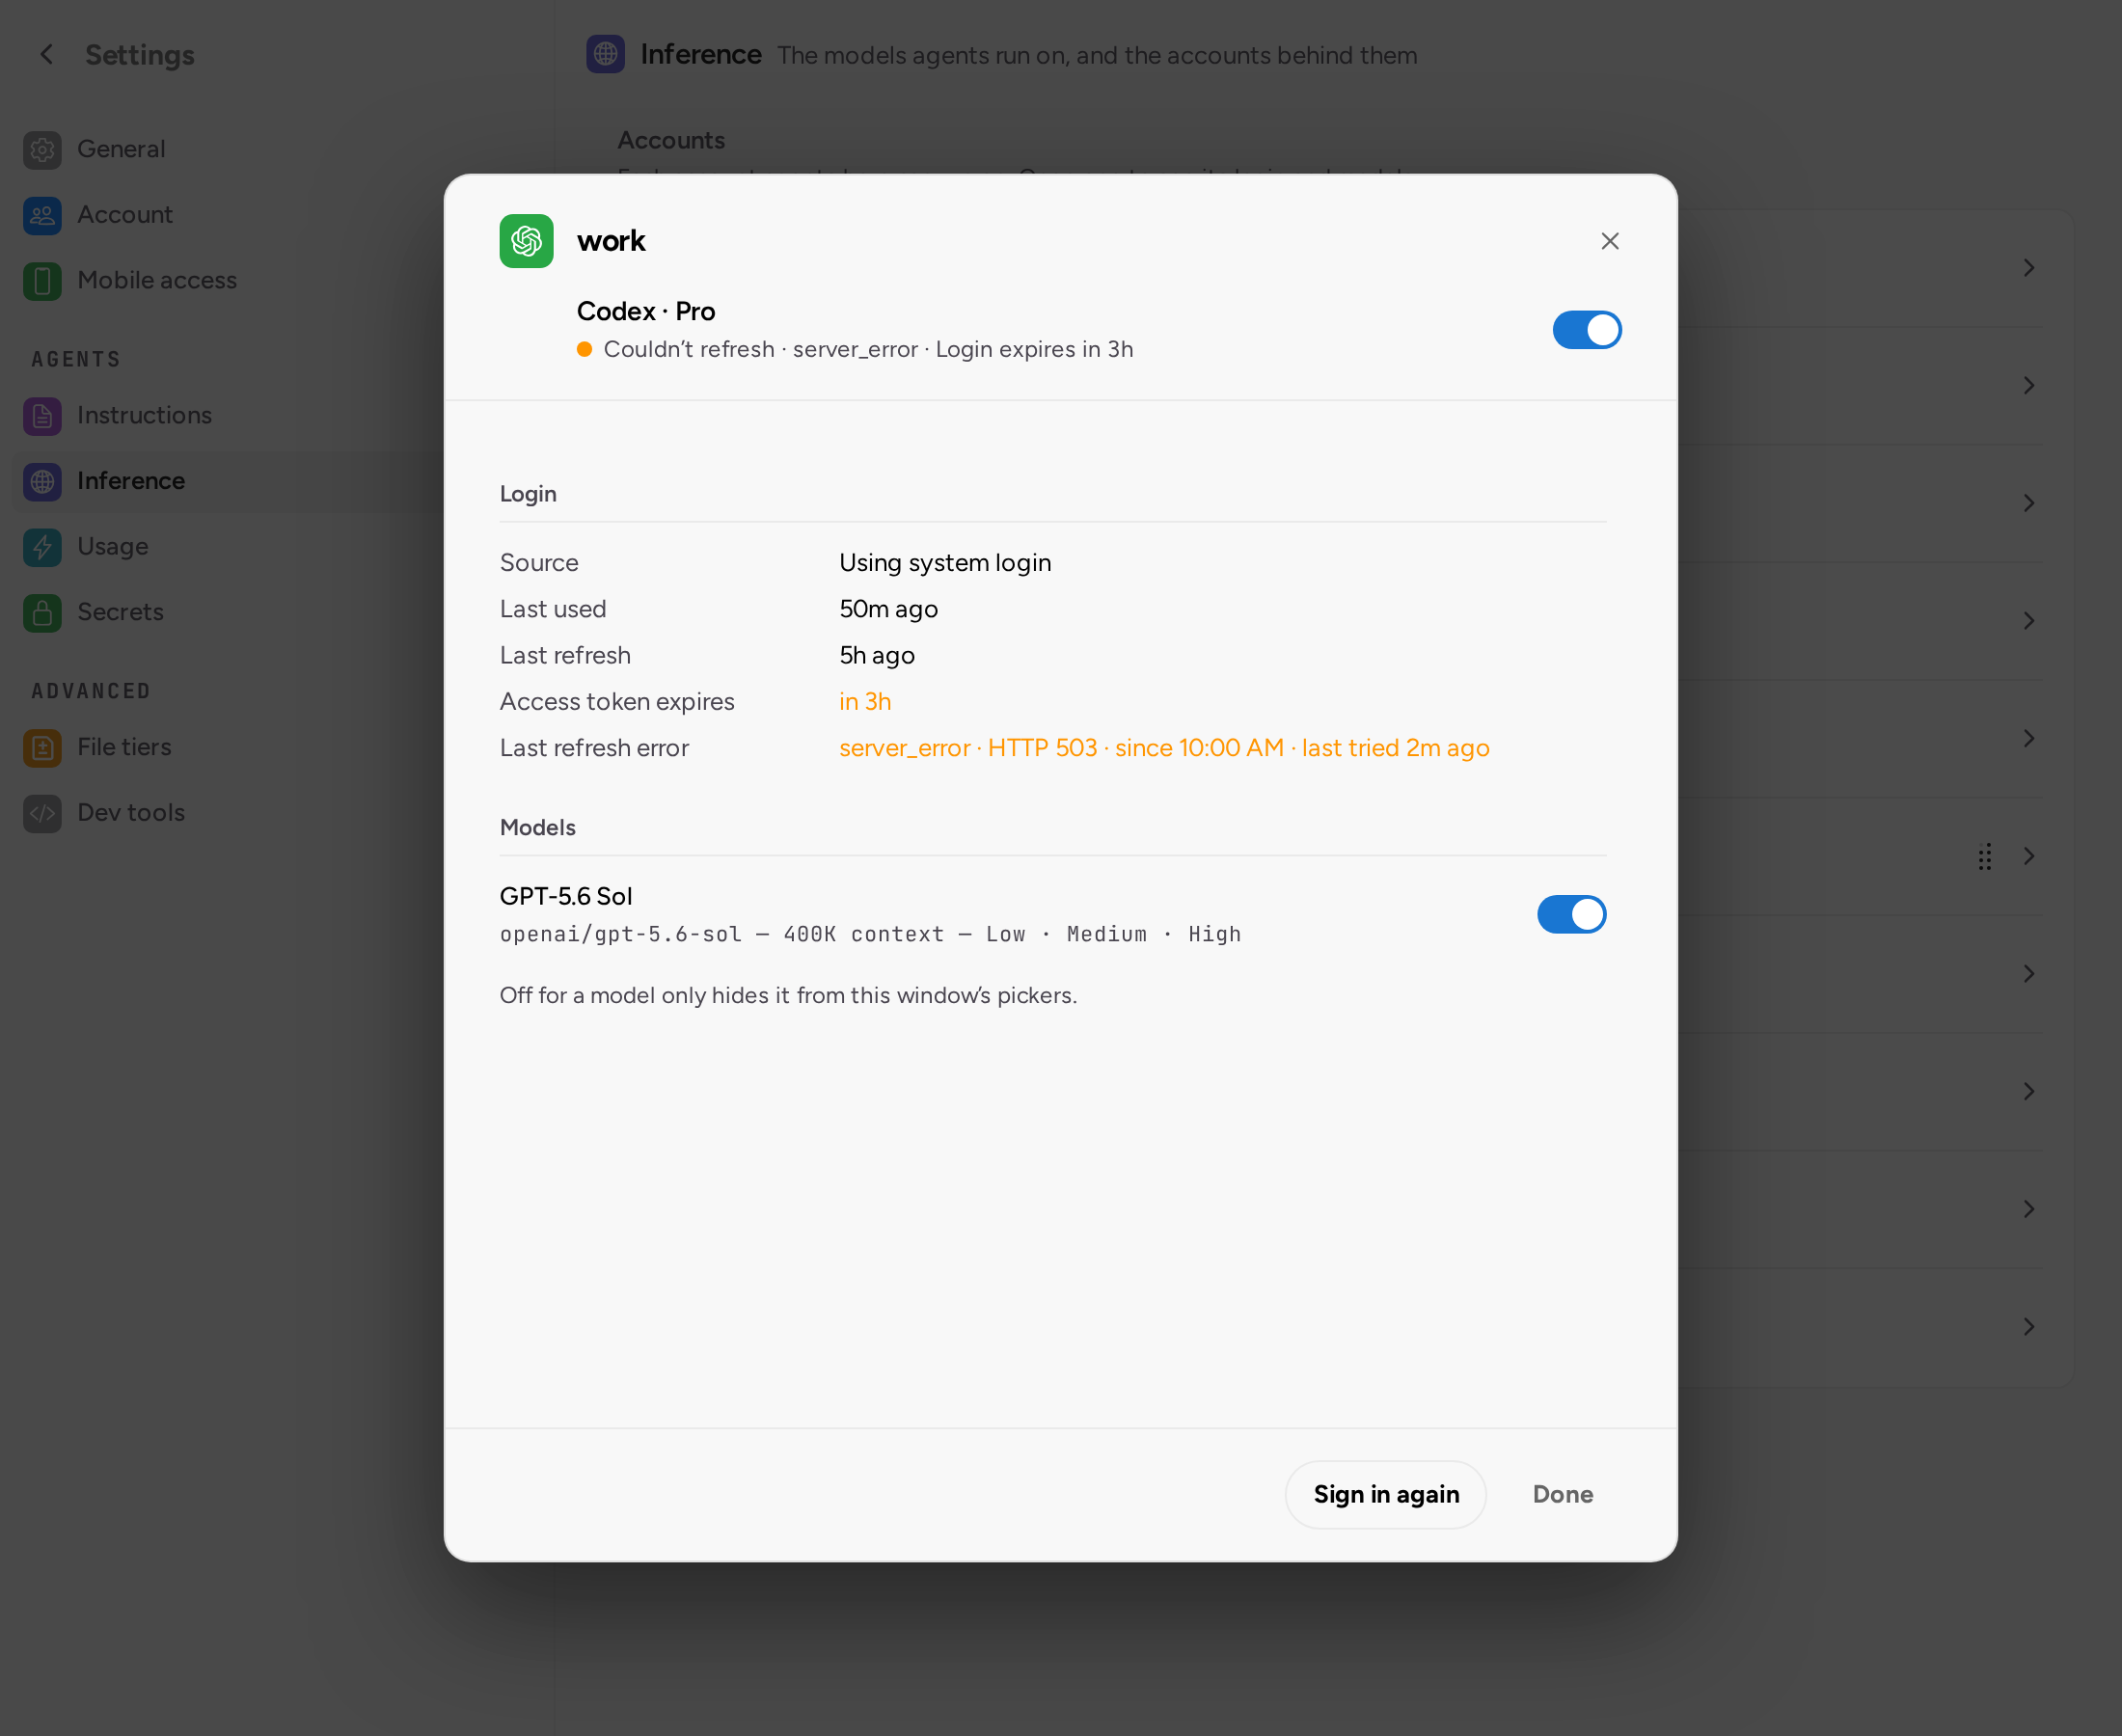 Settings
Inference The models agents run on, and the accounts behind them
General
Account
Mobile access
AGENTS
Instructions
Inference
Usage
Secrets
ADVANCED
File tiers
Dev tools
Accounts
work
Codex · Pro
Couldn’t refresh · server_error · Login expires in 3h
Login
Source Using system login
Last used 50m ago
Last refresh 5h ago
Access token expires in 3h
Last refresh error server_error · HTTP 503 · since 10:00 AM · last tried 2m ago
Models
GPT-5.6 Sol
openai/gpt-5.6-sol — 400K context — Low · Medium · High
Off for a model only hides it from this window’s pickers.
Sign in again Done